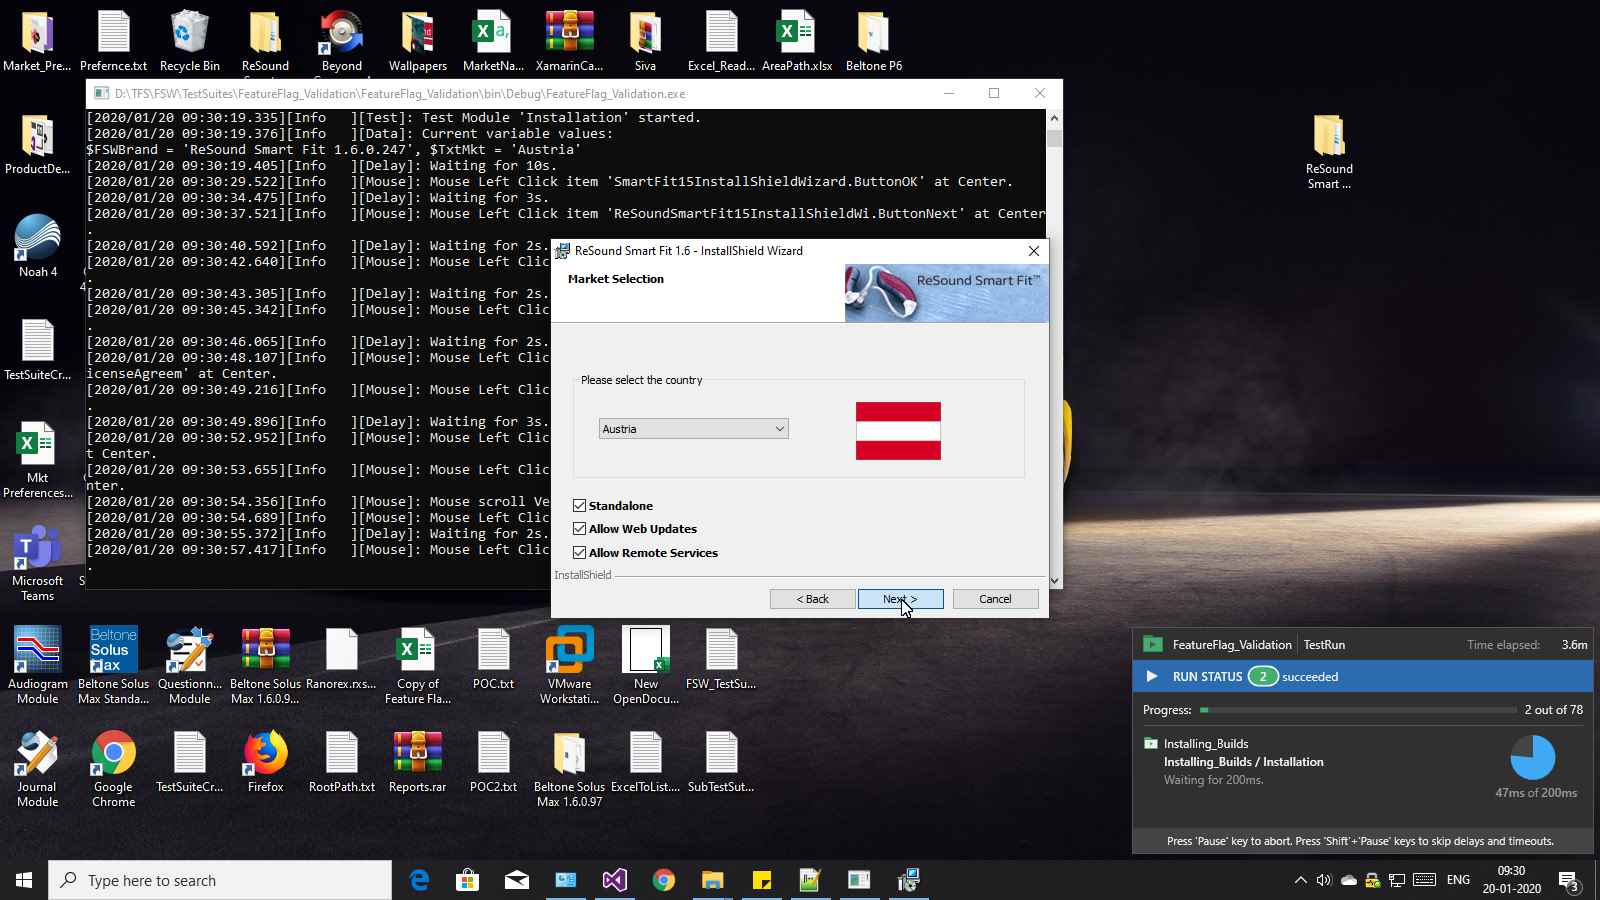 Market_Pre...
Prefernce.txt
Recycle Bin
ReSound
Beyond
Wallpapers
MarketNa...
XamarinCa...
Siva
Excel_Read...
AreaPath.xlsx
Beltone P6
ProductDe...
Noah 4
TestSuiteCr...
Mkt
Preferences...
Microsoft
Teams
ReSound
Smart ...
D:\TFS\FSW\TestSuites\FeatureFlag_Validation\FeatureFlag_Validation\bin\Debug\FeatureFlag_Validation.exe
[2020/01/20 09:30:19.335][Info   ][Test]: Test Module 'Installation' started.
[2020/01/20 09:30:19.376][Info   ][Data]: Current variable values:
$FSWBrand = 'ReSound Smart Fit 1.6.0.247', $TxtMkt = 'Austria'
[2020/01/20 09:30:19.405][Info   ][Delay]: Waiting for 10s.
[2020/01/20 09:30:29.522][Info   ][Mouse]: Mouse Left Click item 'SmartFit15InstallShieldWizard.ButtonOK' at Center.
[2020/01/20 09:30:34.475][Info   ][Delay]: Waiting for 3s.
[2020/01/20 09:30:37.521][Info   ][Mouse]: Mouse Left Click item 'ReSoundSmartFit15InstallShieldWi.ButtonNext' at Center
.
[2020/01/20 09:30:40.592][Info   ][Delay]: Waiting for 2s.
[2020/01/20 09:30:42.640][Info   ][Mouse]: Mouse Left Clic
.
[2020/01/20 09:30:43.305][Info   ][Delay]: Waiting for 2s.
[2020/01/20 09:30:45.342][Info   ][Mouse]: Mouse Left Clic
.
[2020/01/20 09:30:46.065][Info   ][Delay]: Waiting for 2s.
[2020/01/20 09:30:48.107][Info   ][Mouse]: Mouse Left Clic
icenseAgreem' at Center.
[2020/01/20 09:30:49.216][Info   ][Mouse]: Mouse Left Clic
.
[2020/01/20 09:30:49.896][Info   ][Delay]: Waiting for 3s.
[2020/01/20 09:30:52.952][Info   ][Mouse]: Mouse Left Clic
t Center.
[2020/01/20 09:30:53.655][Info   ][Mouse]: Mouse Left Clic
nter.
[2020/01/20 09:30:54.356][Info   ][Mouse]: Mouse scroll Ve
[2020/01/20 09:30:54.689][Info   ][Mouse]: Mouse Left Clic
[2020/01/20 09:30:55.372][Info   ][Delay]: Waiting for 2s.
[2020/01/20 09:30:57.417][Info   ][Mouse]: Mouse Left Clic
.
ReSound Smart Fit 1.6 - InstallShield Wizard
Market Selection
ReSound Smart Fit™
Please select the country
Austria
Standalone
Allow Web Updates
Allow Remote Services
InstallShield
< Back
Next >
Cancel
Audiogram
Module
Beltone
Solus
Max
Beltone Solus
Max Standa...
Questionn...
Module
Beltone Solus
Max 1.6.0.9...
Ranorex.rxs...
Copy of
Feature Fla...
POC.txt
VMware
Workstati...
New
OpenDocu...
FSW_TestSu...
Journal
Module
Google
Chrome
TestSuiteCr...
Firefox
RootPath.txt
Reports.rar
POC2.txt
Beltone Solus
Max 1.6.0.97
ExcelToList....
SubTestSut...
FeatureFlag_Validation
TestRun
Time elapsed: 3.6m
RUN STATUS 2 succeeded
Progress: 2 out of 78
Installing_Builds
Installing_Builds / Installation
Waiting for 200ms.
47ms of 200ms
Press 'Pause' key to abort. Press 'Shift'+'Pause' keys to skip delays and timeouts.
Type here to search
ENG
09:30
20-01-2020
3